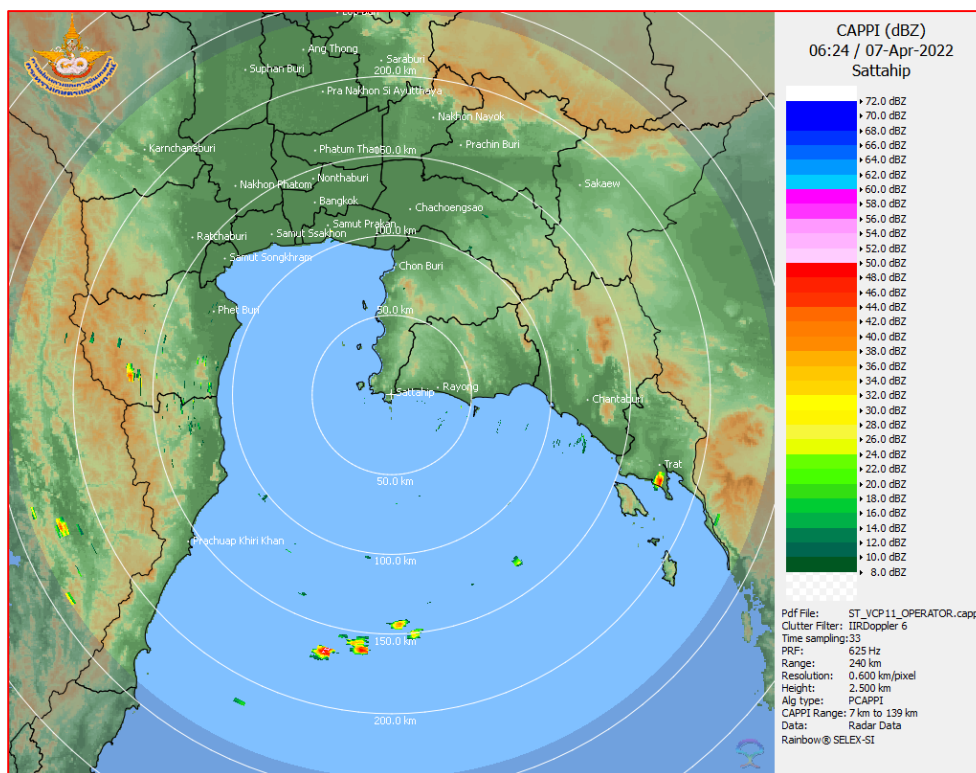 CAPPI (dBZ)
06:24 / 07-Apr-2022
Sattahip
72.0 dBZ
70.0 dBZ
68.0 dBZ
66.0 dBZ
64.0 dBZ
62.0 dBZ
60.0 dBZ
58.0 dBZ
56.0 dBZ
54.0 dBZ
52.0 dBZ
50.0 dBZ
48.0 dBZ
46.0 dBZ
44.0 dBZ
42.0 dBZ
40.0 dBZ
38.0 dBZ
36.0 dBZ
34.0 dBZ
32.0 dBZ
30.0 dBZ
28.0 dBZ
26.0 dBZ
24.0 dBZ
22.0 dBZ
20.0 dBZ
18.0 dBZ
16.0 dBZ
14.0 dBZ
12.0 dBZ
10.0 dBZ
8.0 dBZ
Pdf File: ST_VCP11_OPERATOR.capp
Clutter Filter: IIRDoppler 6
Time sampling:33
PRF: 625 Hz
Range: 240 km
Resolution: 0.600 km/pixel
Height: 2.500 km
Alg type: PCAPPI
CAPPI Range: 7 km to 139 km
Data: Radar Data
Rainbow® SELEX-SI
Ang Thong
Saraburi
Suphan Buri
200.0 km
Pra Nakhon Si Ayutthaya
Nakhon Nayok
Karnchanaburi
Phatum Thani
150.0 km
Prachin Buri
Nakhon Phatom
Nonthaburi
Sakaew
Bangkok
Chachoengsao
Ratchaburi
Samut Ssakhon
Samut Prakan
100.0 km
Samut Songkhram
Chon Buri
Phet Buri
50.0 km
Sattahip
Rayong
Chantaburi
Trat
50.0 km
Prachuap Khiri Khan
100.0 km
150.0 km
200.0 km